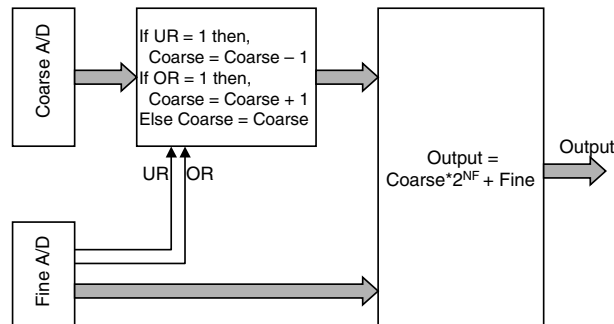 Coarse A/D
If UR = 1 then,
Coarse = Coarse – 1
If OR = 1 then,
Coarse = Coarse + 1
Else Coarse = Coarse
UR
OR
Fine A/D
Output =
Coarse*2^NF + Fine
Output